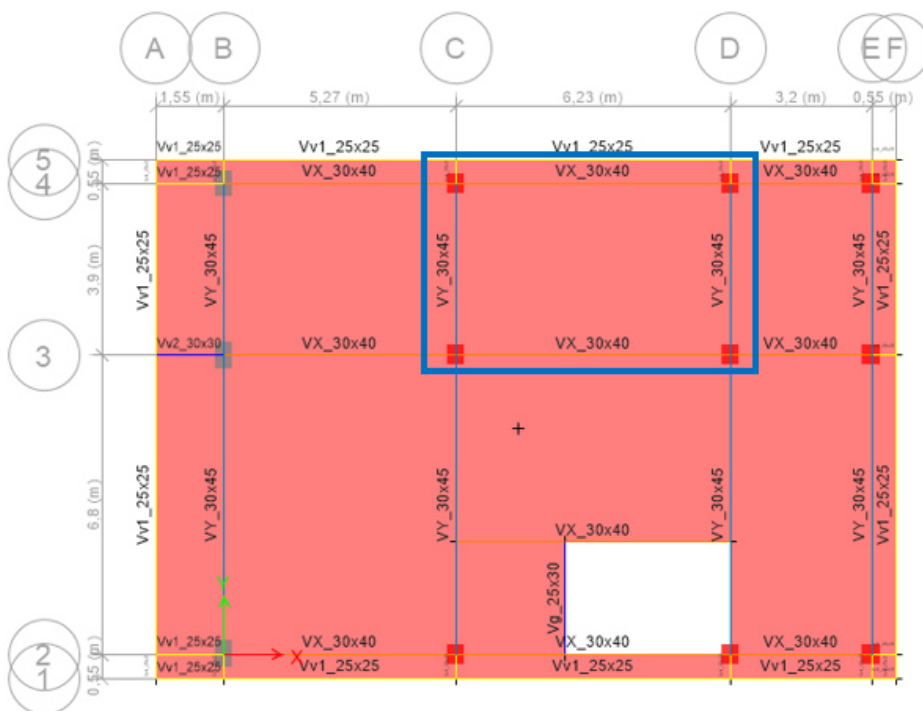 A B C D E F
1,55 (m) 5,27 (m) 6,23 (m) 3,2 (m) 0,55 (m)
Vv1_25x25 Vv1_25x25 Vv1_25x25 Vv1_25x25
5
Vv1_25x25 VX_30x40 VX_30x40 VX_30x40
4
0,55 (m)
3,9 (m)
Vv1_25x25
VY_30x45
VY_30x45
VY_30x45
VY_30x45
Vv1_25x25
3
Vv2_30x30 VX_30x40 VX_30x40 VX_30x40
6,8 (m)
Vv1_25x25
VY_30x45
VY_30x45
VY_30x45
VY_30x45
Vv1_25x25
VX_30x40
Vg_25x30
Y
Vv1_25x25 VX_30x40 VX_30x40 VX_30x40
2
X
Vv1_25x25 Vv1_25x25 Vv1_25x25 Vv1_25x25
1
0,55 (m)